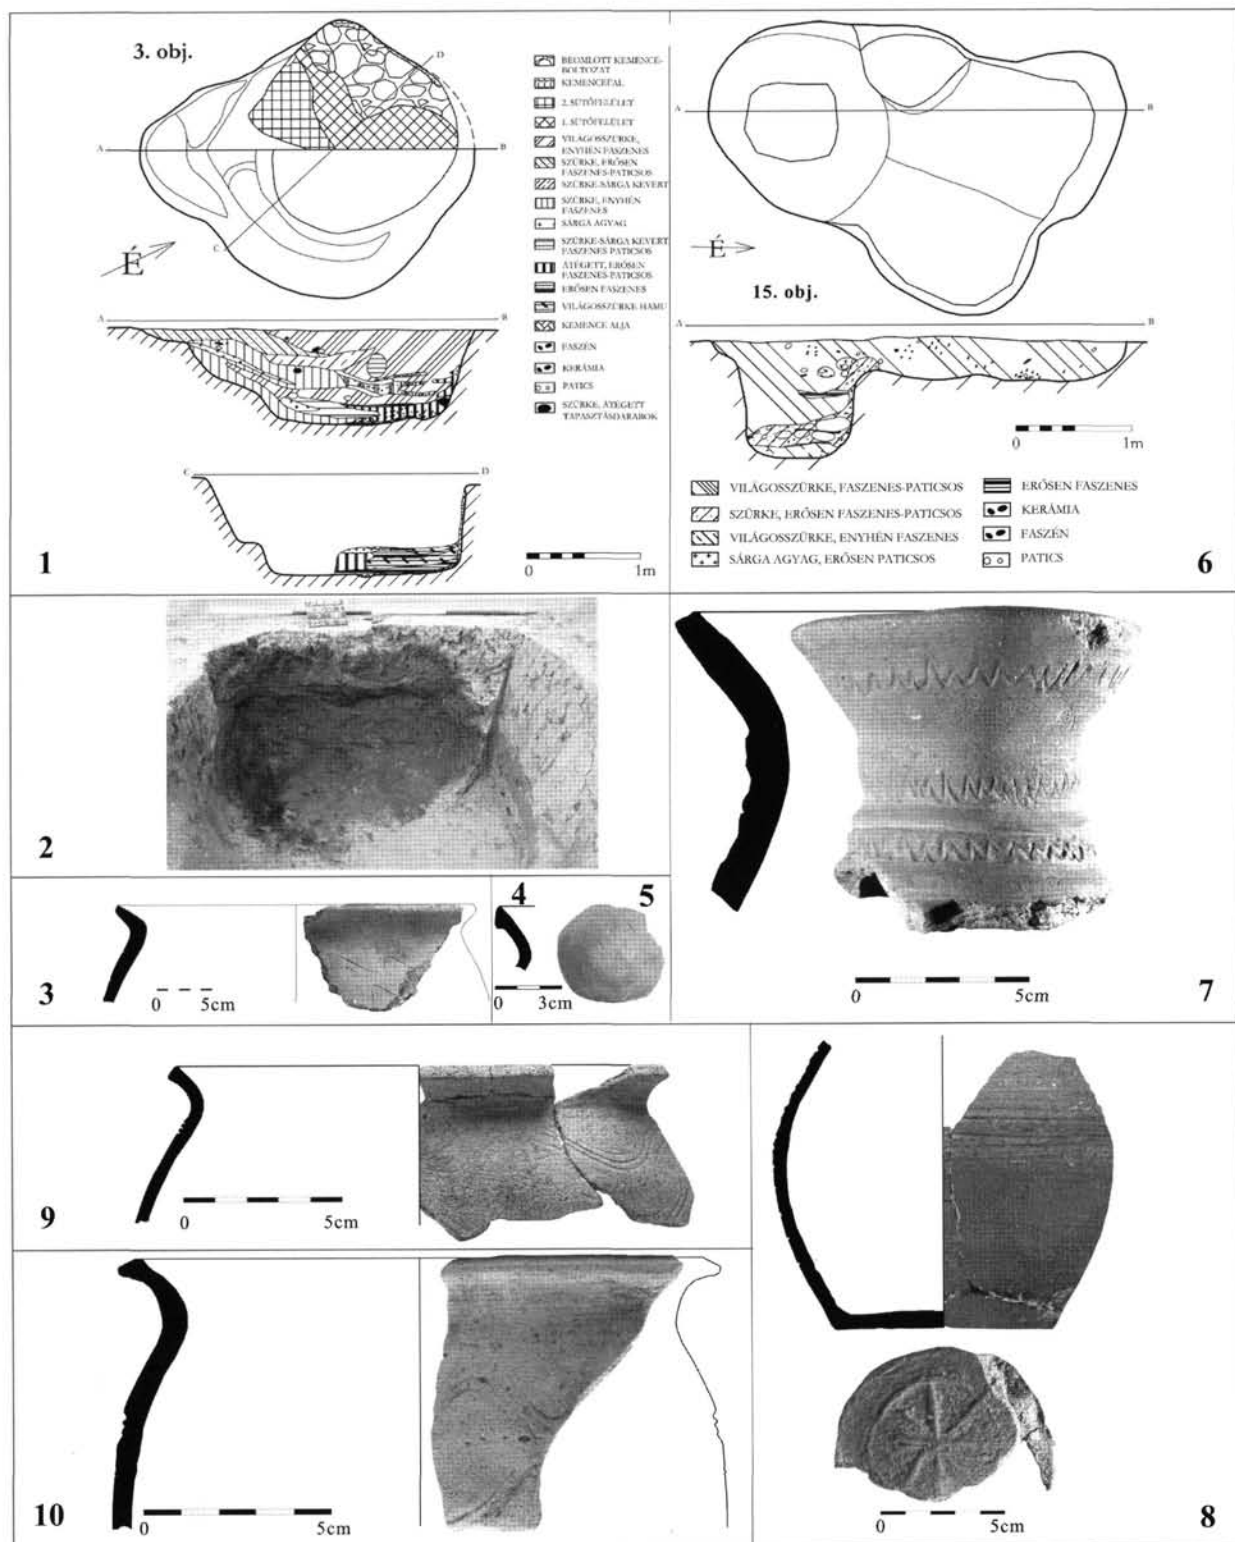 3. obj.
D
A
B
C
É
BEOMLOTT KEMENCE-
BOLTOZAT
KEMENCEFAL
2. SÜTŐFELÜLET
1. SÜTŐFELÜLET
VILÁGOSSZÜRKE,
ENYHÉN FASZENES
SZÜRKE, ERŐSEN
FASZENES-PATICSOS
SZÜRKE-SÁRGA KEVERT
SZÜRKE, ENYHÉN
FASZENES
SÁRGA AGYAG
SZÜRKE-SÁRGA KEVERT
FASZENES PATICSOS
ÁTÉGETT, ERŐSEN
FASZENES-PATICSOS
ERŐSEN FASZENES
VILÁGOSSZÜRKE HAMU
KEMENCE ALJA
FASZÉN
KERÁMIA
PATICS
SZÜRKE, ÁTÉGETT
TAPASZTÁSDARABOK
A
B
C
D
0
1m
1
A
B
É
15. obj.
A
B
0
1m
VILÁGOSSZÜRKE, FASZENES-PATICSOS
SZÜRKE, ERŐSEN FASZENES-PATICSOS
VILÁGOSSZÜRKE, ENYHÉN FASZENES
SÁRGA AGYAG, ERŐSEN PATICSOS
ERŐSEN FASZENES
KERÁMIA
FASZÉN
PATICS
6
2
3
0 5cm
4
0 3cm
5
7
0 5cm
9
0 5cm
10
0 5cm
8
0 5cm